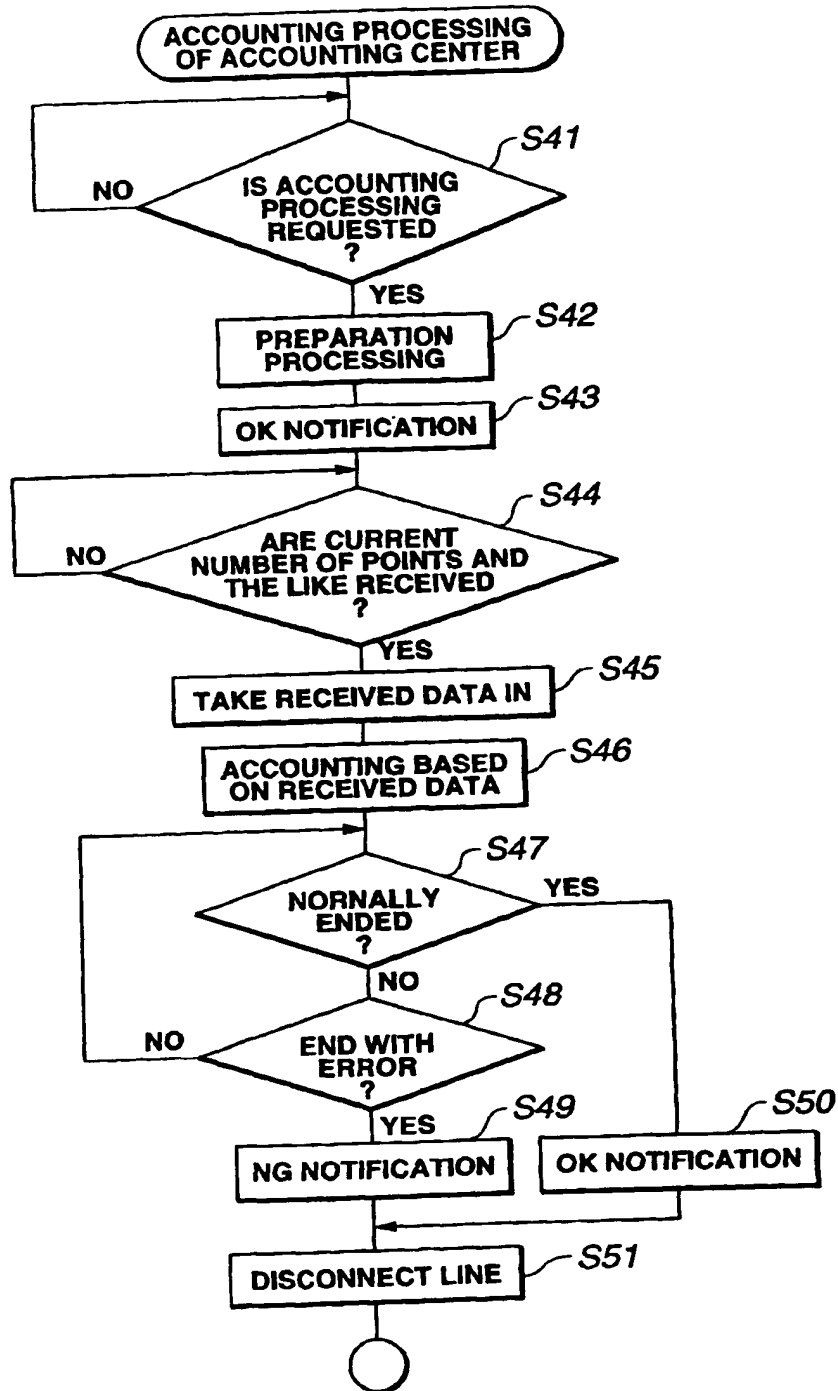 ACCOUNTING PROCESSING
OF ACCOUNTING CENTER
S41
NO
IS ACCOUNTING
PROCESSING
REQUESTED
?
YES
S42
PREPARATION
PROCESSING
S43
OK NOTIFICATION
S44
NO
ARE CURRENT
NUMBER OF POINTS AND
THE LIKE RECEIVED
?
YES
S45
TAKE RECEIVED DATA IN
S46
ACCOUNTING BASED
ON RECEIVED DATA
S47
YES
NORNALLY
ENDED
?
NO
S48
NO
END WITH
ERROR
?
YES
S49
NG NOTIFICATION
S50
OK NOTIFICATION
S51
DISCONNECT LINE